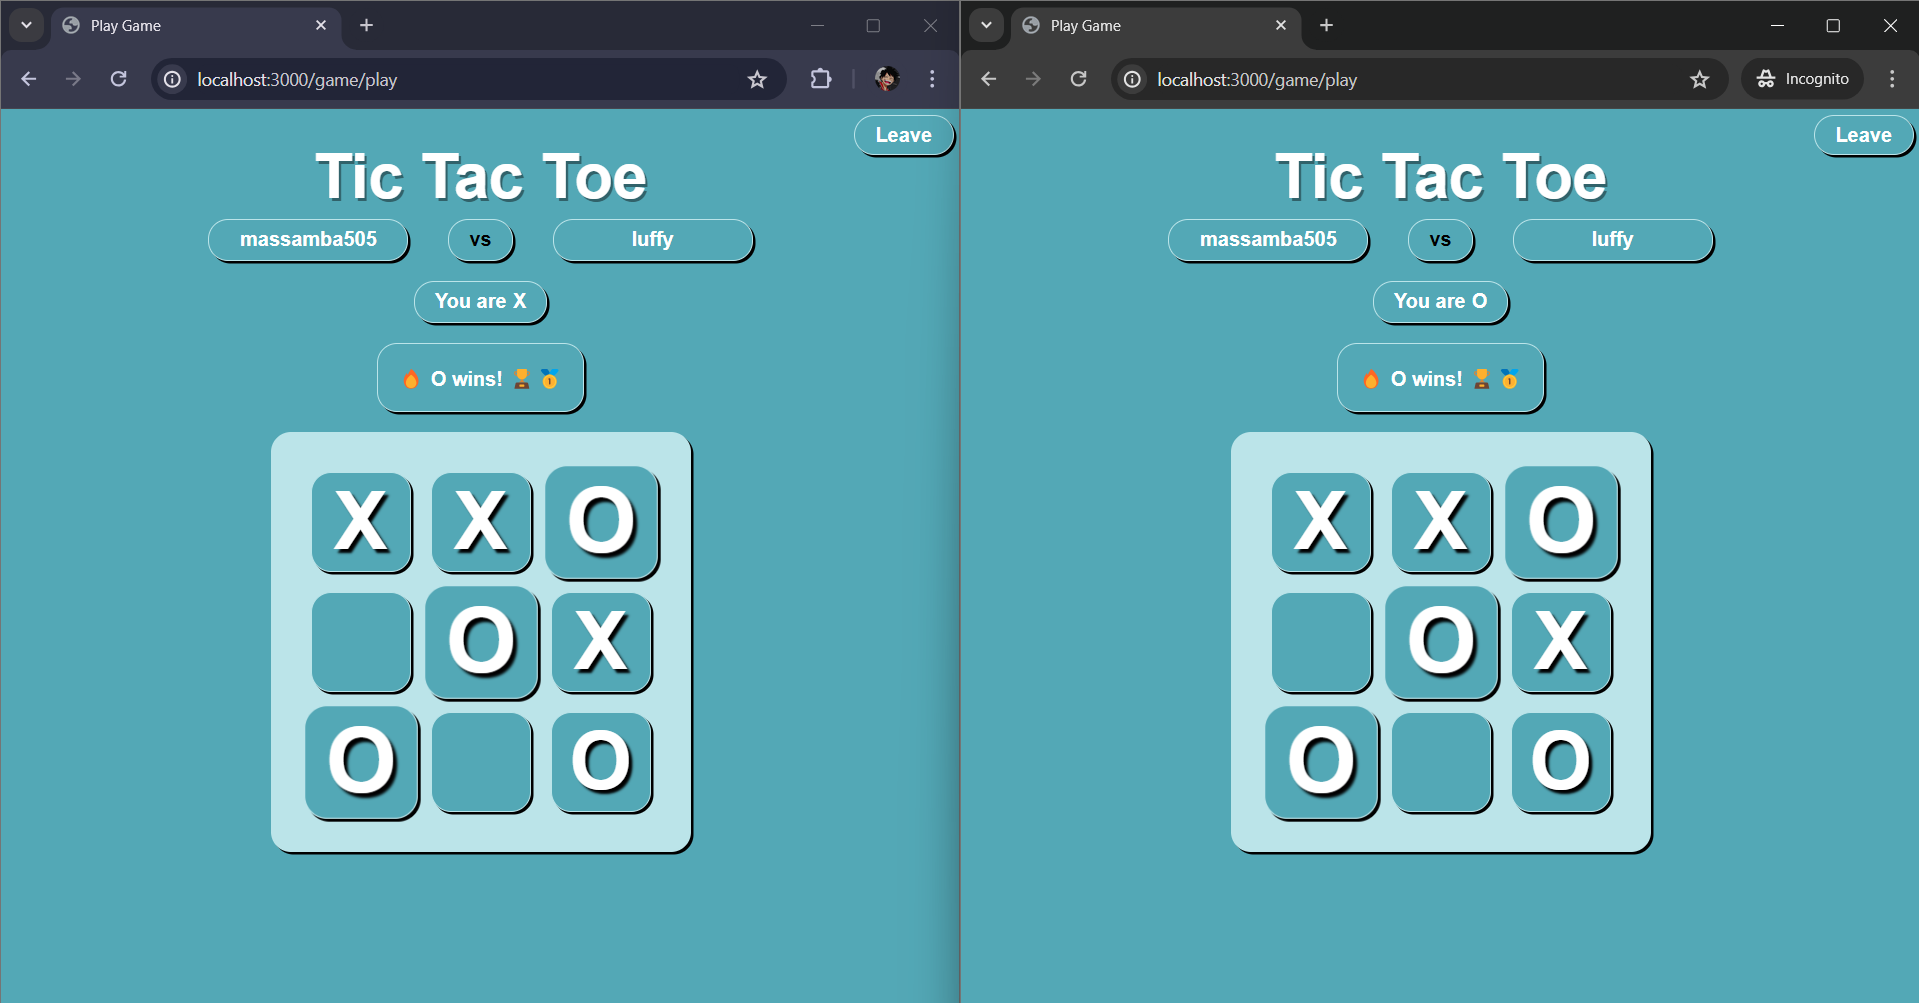 Play Game
localhost:3000/game/play
Leave
Tic Tac Toe
massamba505 vs luffy
You are X
🔥 O wins! 🏆 🥇
X X O
O X
O O
Play Game
localhost:3000/game/play
Incognito
Leave
Tic Tac Toe
massamba505 vs luffy
You are O
🔥 O wins! 🏆 🥇
X X O
O X
O O